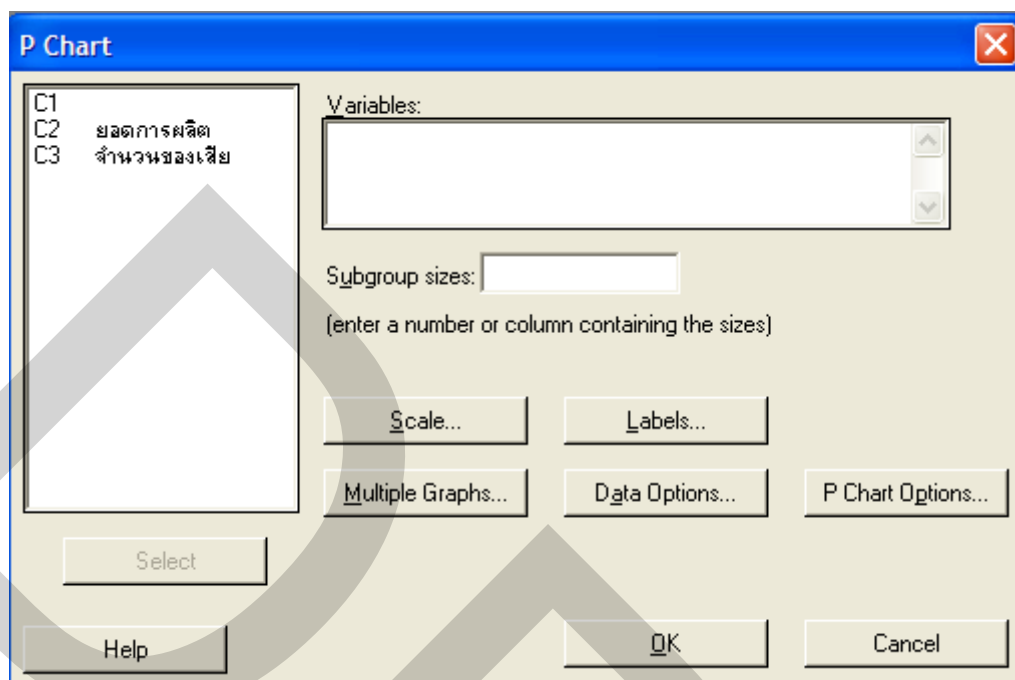 P Chart
C1
C2 ยอดการผลิต
C3 จำนวนของเสีย
Variables:
Subgroup sizes:
(enter a number or column containing the sizes)
Scale...
Labels...
Multiple Graphs...
Data Options...
P Chart Options...
Select
Help
OK
Cancel